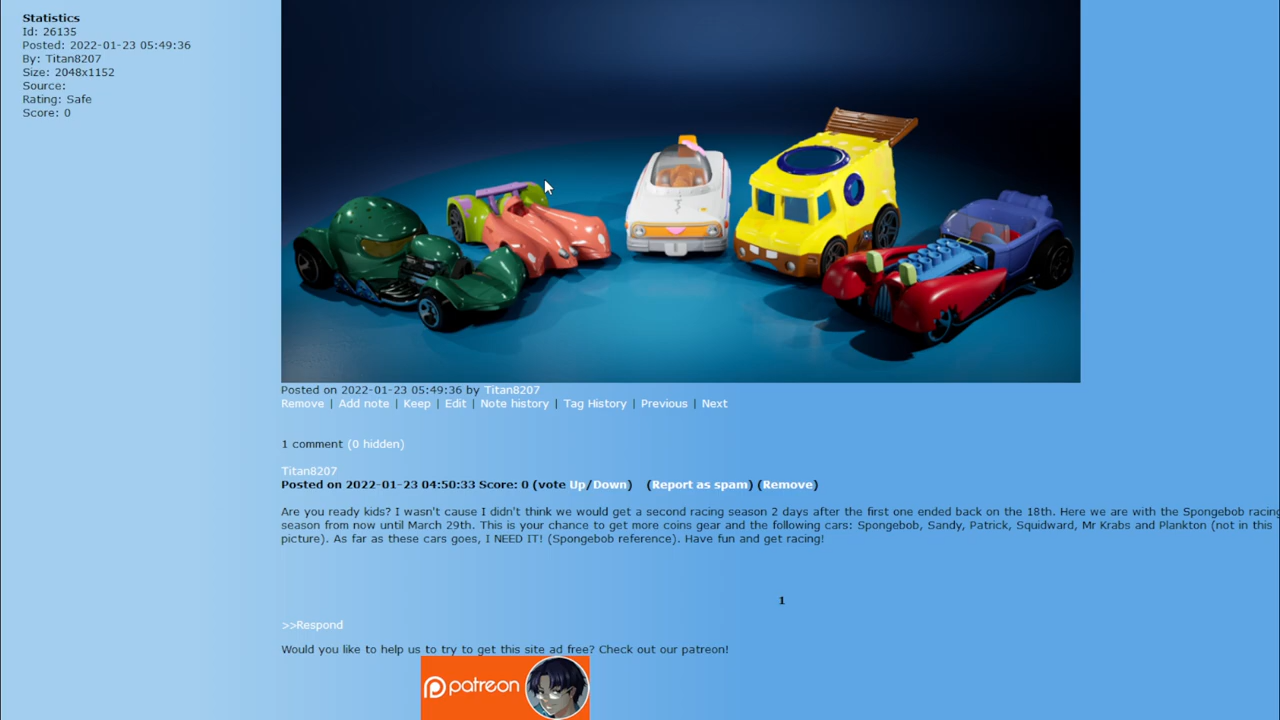 Statistics
Id: 26135
Posted: 2022-01-23 05:49:36
By: Titan8207
Size: 2048x1152
Source:
Rating: Safe
Score: 0
Posted on 2022-01-23 05:49:36 by Titan8207
Remove | Add note | Keep | Edit | Note history | Tag History | Previous | Next
1 comment (0 hidden)
Titan8207
Posted on 2022-01-23 04:50:33 Score: 0 (vote Up/Down) (Report as spam) (Remove)
Are you ready kids? I wasn't cause I didn't think we would get a second racing season 2 days after the first one ended back on the 18th. Here we are with the Spongebob racing
season from now until March 29th. This is your chance to get more coins gear and the following cars: Spongebob, Sandy, Patrick, Squidward, Mr Krabs and Plankton (not in this
picture). As far as these cars goes, I NEED IT! (Spongebob reference). Have fun and get racing!
1
>>Respond
Would you like to help us to try to get this site ad free? Check out our patreon!
patreon